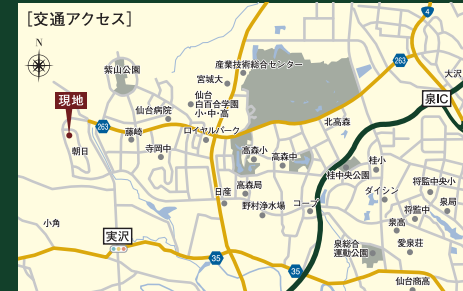 [交通アクセス]
4
N
産業技術総合センター
263
紫山公園
宮城大
大沢
仙台
白百合学園
小・中・高
泉IC
現地
仙台病院
北高森
263
藤崎
ロイヤルパーク
朝日
寺岡中
高森小
高森中
桂小
桂中央公園
将監中央小
高森局
ダイシン
日産
将監中
泉局
野村浄水場
コープ
泉高
小角
実沢
泉総合
運動公園
愛泉荘
35
35
仙台商高